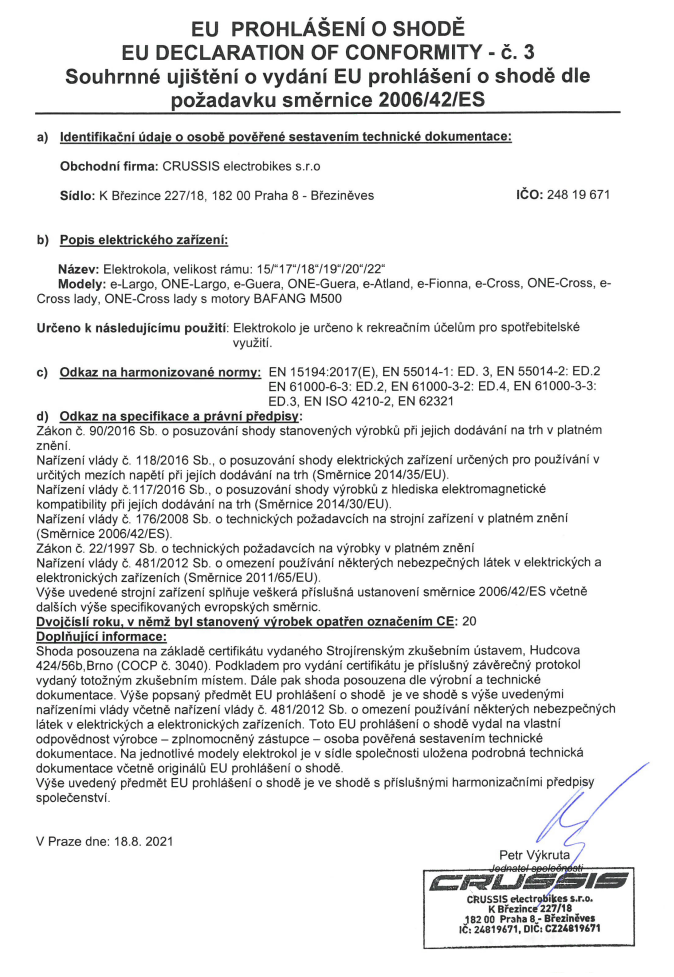 EU PROHLÁŠENÍ O SHODĚ
EU DECLARATION OF CONFORMITY - č. 3
Souhrnné ujištění o vydání EU prohlášení o shodě dle
požadavku směrnice 2006/42/ES
a) Identifikační údaje o osobě pověřené sestavením technické dokumentace:
Obchodní firma: CRUSSIS electrobikes s.r.o
Sídlo: K Březince 227/18, 182 00 Praha 8 - Březiněves IČO: 248 19 671
b) Popis elektrického zařízení:
Název: Elektrokola, velikost rámu: 15/“17“/18“/19“/20“/22“
Modely: e-Largo, ONE-Largo, e-Guera, ONE-Guera, e-Atland, e-Fionna, e-Cross, ONE-Cross, e-
Cross lady, ONE-Cross lady s motory BAFANG M500
Určeno k následujícímu použití: Elektrokolo je určeno k rekreačním účelům pro spotřebitelské
využití.
c) Odkaz na harmonizované normy: EN 15194:2017(E), EN 55014-1: ED. 3, EN 55014-2: ED.2
EN 61000-6-3: ED.2, EN 61000-3-2: ED.4, EN 61000-3-3:
ED.3, EN ISO 4210-2, EN 62321
d) Odkaz na specifikace a právní předpisy:
Zákon č. 90/2016 Sb. o posuzování shody stanovených výrobků při jejich dodávání na trh v platném
znění.
Nařízení vlády č. 118/2016 Sb., o posuzování shody elektrických zařízení určených pro používání v
určitých mezích napětí při jejích dodávání na trh (Směrnice 2014/35/EU).
Nařízení vlády č.117/2016 Sb., o posuzování shody výrobků z hlediska elektromagnetické
kompatibility při jejích dodávání na trh (Směrnice 2014/30/EU).
Nařízení vlády č. 176/2008 Sb. o technických požadavcích na strojní zařízení v platném znění
(Směrnice 2006/42/ES).
Zákon č. 22/1997 Sb. o technických požadavcích na výrobky v platném znění
Nařízení vlády č. 481/2012 Sb. o omezení používání některých nebezpečných látek v elektrických a
elektronických zařízeních (Směrnice 2011/65/EU).
Výše uvedené strojní zařízení splňuje veškerá příslušná ustanovení směrnice 2006/42/ES včetně
dalších výše specifikovaných evropských směrnic.
Dvojčíslí roku, v němž byl stanovený výrobek opatřen označením CE: 20
Doplňující informace:
Shoda posouzena na základě certifikátu vydaného Strojírenským zkušebním ústavem, Hudcova
424/56b,Brno (COCP č. 3040). Podkladem pro vydání certifikátu je příslušný závěrečný protokol
vydaný totožným zkušebním místem. Dále pak shoda posouzena dle výrobní a technické
dokumentace. Výše popsaný předmět EU prohlášení o shodě je ve shodě s výše uvedenými
nařízeními vlády včetně nařízení vlády č. 481/2012 Sb. o omezení používání některých nebezpečných
látek v elektrických a elektronických zařízeních. Toto EU prohlášení o shodě vydal na vlastní
odpovědnost výrobce – zplnomocněný zástupce – osoba pověřená sestavením technické
dokumentace. Na jednotlivé modely elektrokol je v sídle společnosti uložena podrobná technická
dokumentace včetně originálů EU prohlášení o shodě.
Výše uvedený předmět EU prohlášení o shodě je ve shodě s příslušnými harmonizačními předpisy
společenství.
V Praze dne: 18.8. 2021
Petr Výkruta
Jednatel společnosti
CRUSSIS
CRUSSIS electrobikes s.r.o.
K Březince 227/18
182 00 Praha 8 - Březiněves
IČ: 24819671, DIČ: CZ24819671